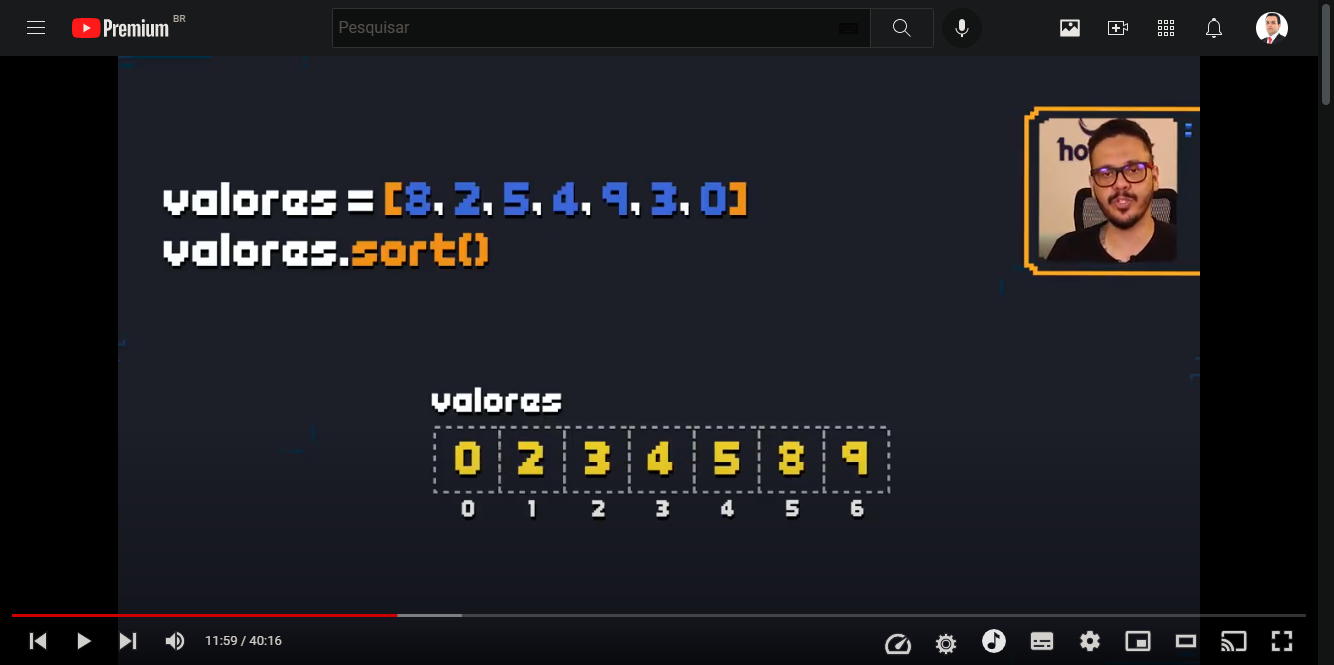 Premium BR
Pesquisar
valores = [8, 2, 5, 4, 9, 3, 0]
valores.sort()
valores
0 2 3 4 5 8 9
0 1 2 3 4 5 6
11:59 / 40:16